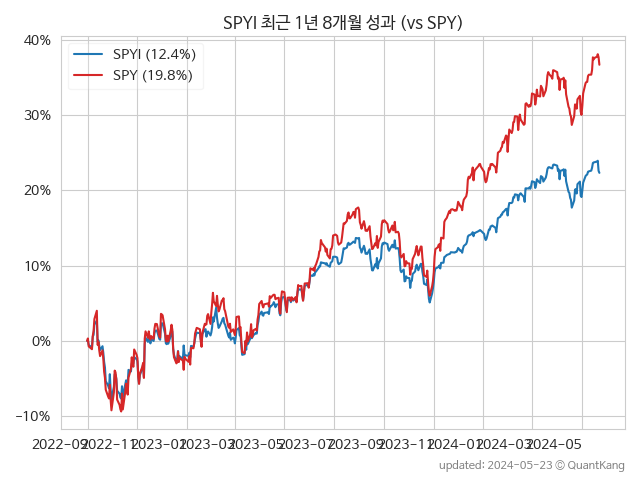 SPYI 최근 1년 8개월 성과 (vs SPY)
SPYI (12.4%)
SPY (19.8%)
40%
30%
20%
10%
0%
−10%
2022-09 2022-11 2023-01 2023-03 2023-05 2023-07 2023-09 2023-11 2024-01 2024-03 2024-05
updated: 2024-05-23 © QuantKang